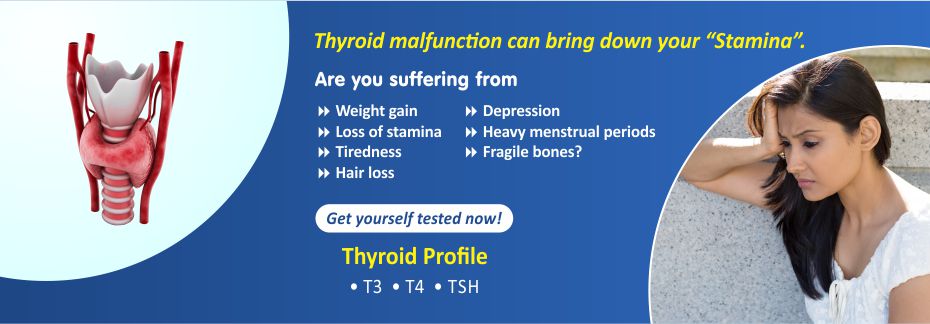 Thyroid malfunction can bring down your “Stamina”.
Are you suffering from
Weight gain
Loss of stamina
Tiredness
Hair loss
Depression
Heavy menstrual periods
Fragile bones?
Get yourself tested now!
Thyroid Profile
• T3 • T4 • TSH